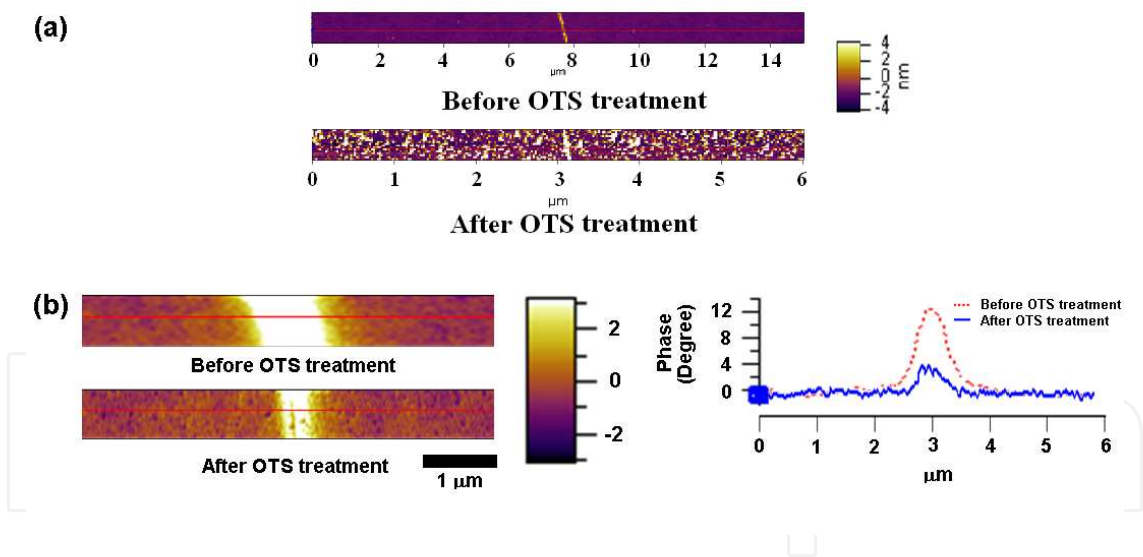 (a)
0 2 4 6 8 10 12 14
µm
Before OTS treatment
4
2
0
-2
-4
nm
0 1 2 3 4 5 6
µm
After OTS treatment
(b)
Before OTS treatment
After OTS treatment
1 µm
2
0
-2
Phase
(Degree)
12
8
4
0
Before OTS treatment
After OTS treatment
0 1 2 3 4 5 6
µm